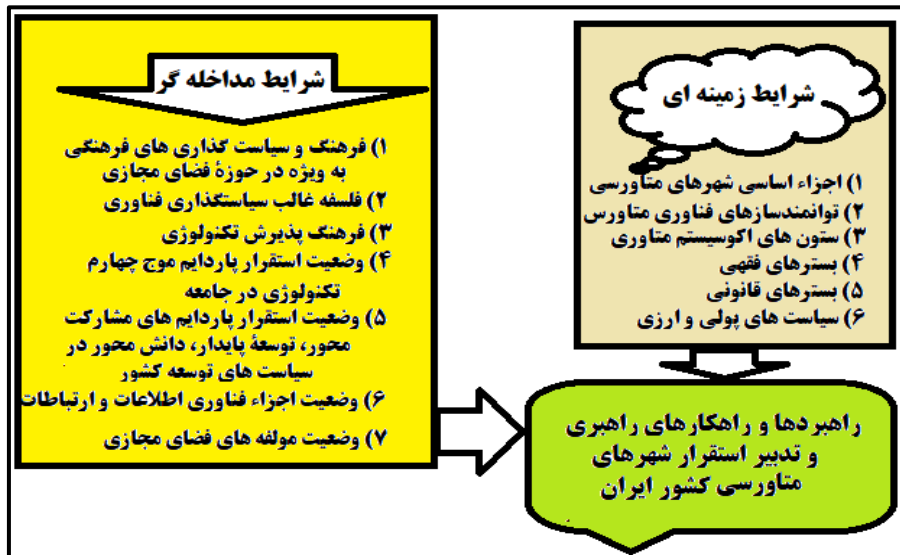 شرایط زمینه ای
۱) اجزاء اساسی شهرهای متاورسی
۲) توانمندسازهای فناوری متاورس
۳) ستون های اکوسیستم متاوری
۴) بسترهای فقهی
۵) بسترهای قانونی
۶) سیاست های پولی و ارزی
شرایط مداخله گر
۱) فرهنگ و سیاست گذاری های فرهنگی
به ویژه در حوزۀ فضای مجازی
۲) فلسفه غالب سیاستگذاری فناوری
۳) فرهنگ پذیرش تکنولوژی
۴) وضعیت استقرار پاردایم موج چهارم
تکنولوژی در جامعه
۵) وضعیت استقرار پاردایم های مشارکت
محور، توسعۀ پایدار، دانش محور در
سیاست های توسعه کشور
۶) وضعیت اجزاء فناوری اطلاعات و ارتباطات
۷) وضعیت مولفه های فضای مجازی
راهبردها و راهکارهای راهبری
و تدبیر استقرار شهرهای
متاورسی کشور ایران